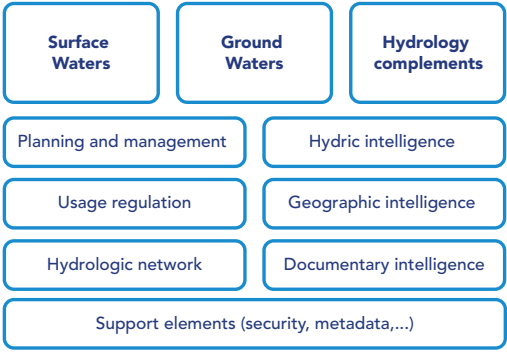 Surface
Waters
Ground
Waters
Hydrology
complements
Planning and management
Hydric intelligence
Usage regulation
Geographic intelligence
Hydrologic network
Documentary intelligence
Support elements (security, metadata,...)